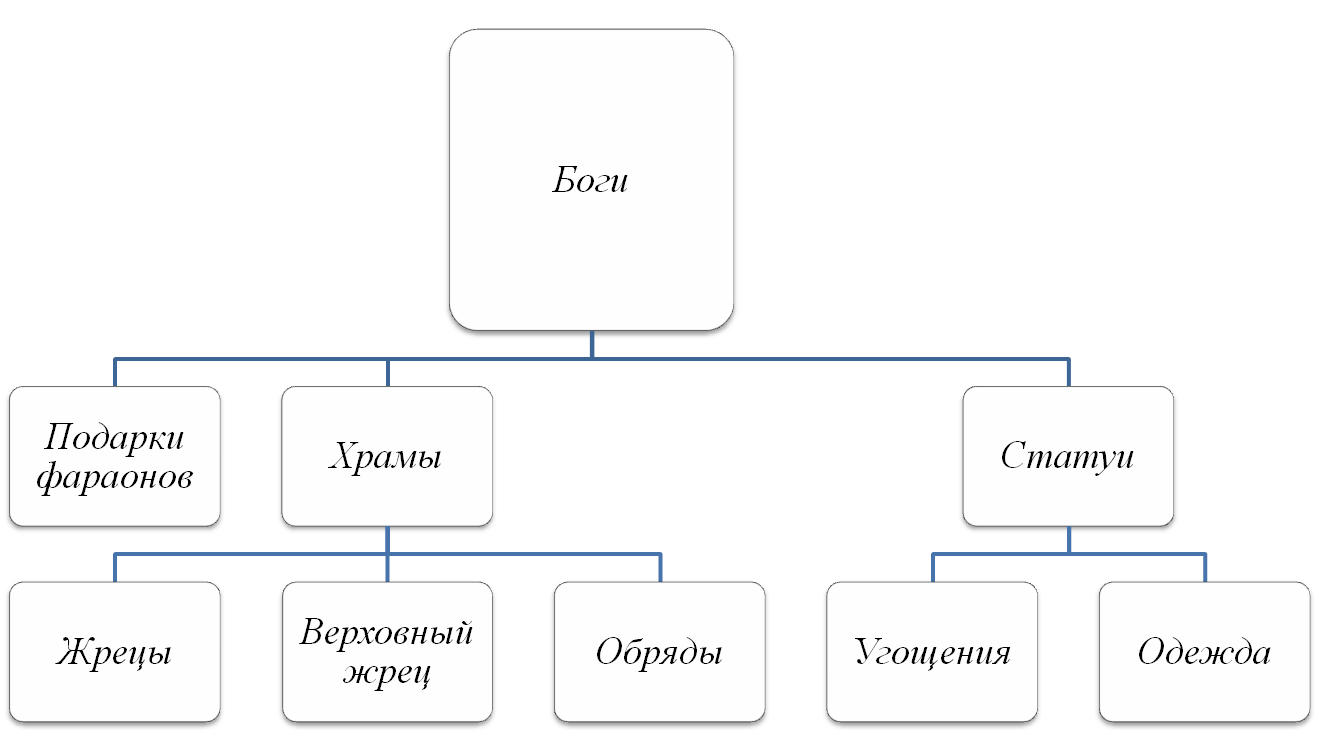 Боги
Подарки
фараонов
Храмы
Статуи
Жрецы
Верховный
жрец
Обряды
Угощения
Одежда